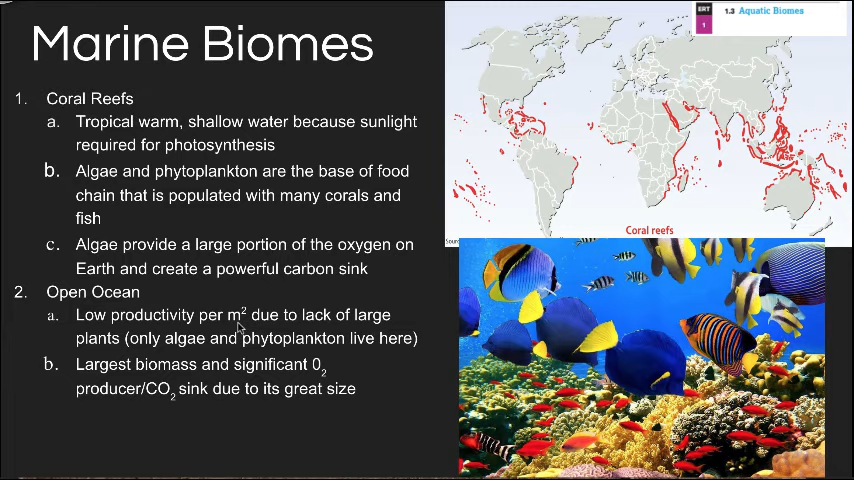 Marine Biomes
ERT
1
1.3 Aquatic Biomes
1. Coral Reefs
a. Tropical warm, shallow water because sunlight
required for photosynthesis
b. Algae and phytoplankton are the base of food
chain that is populated with many corals and
fish
c. Algae provide a large portion of the oxygen on
Earth and create a powerful carbon sink
2. Open Ocean
a. Low productivity per m² due to lack of large
plants (only algae and phytoplankton live here)
b. Largest biomass and significant 0₂
producer/CO₂ sink due to its great size
Coral reefs